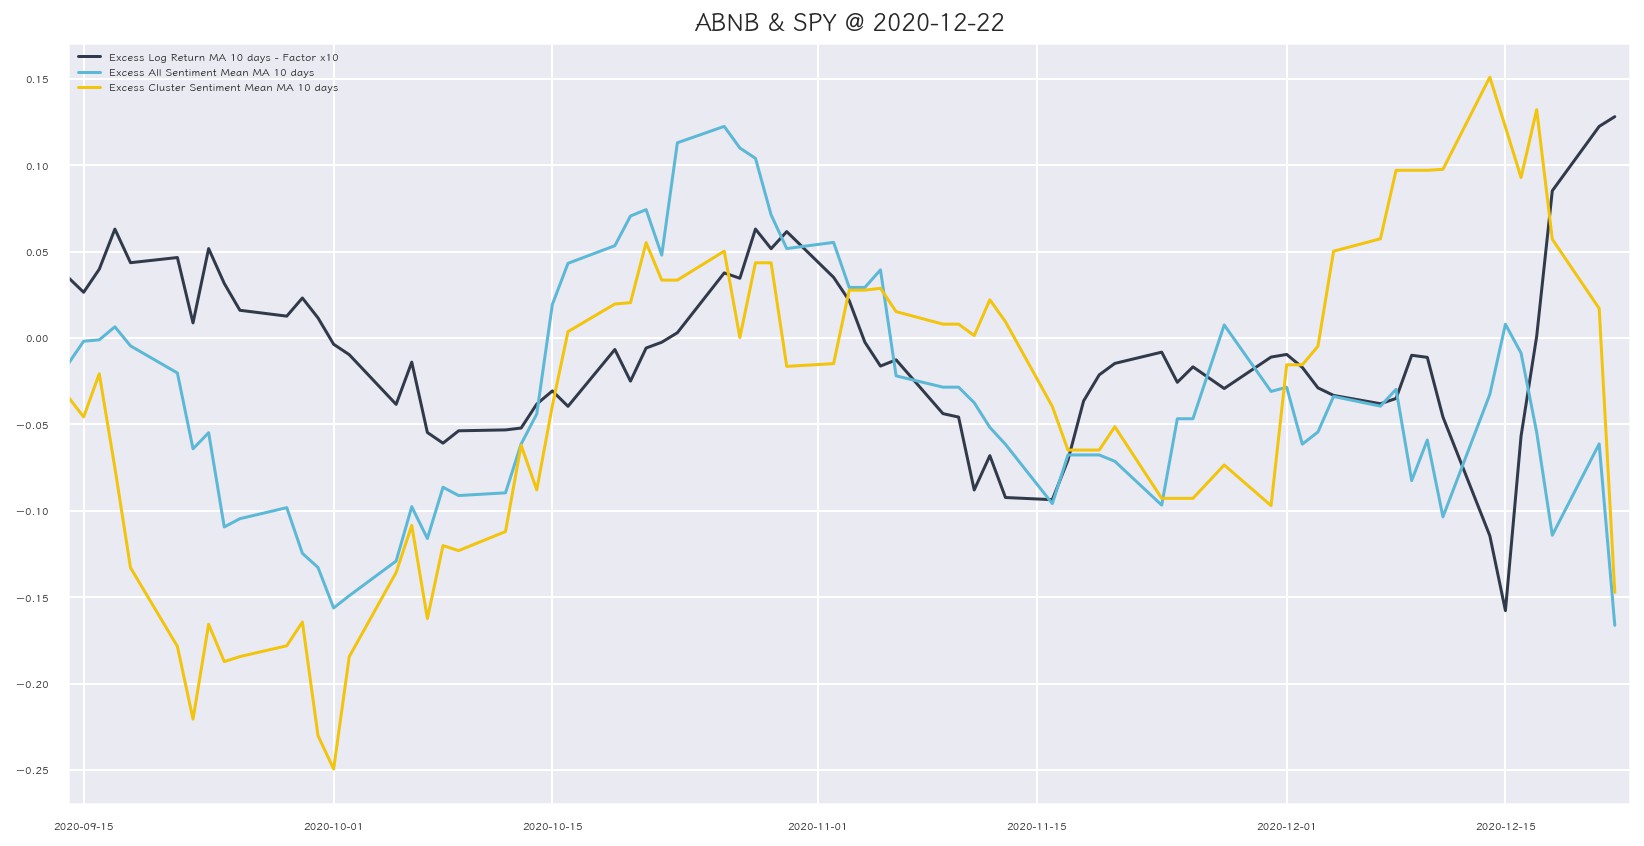 ABNB & SPY @ 2020-12-22
Excess Log Return MA 10 days - Factor x10
Excess All Sentiment Mean MA 10 days
Excess Cluster Sentiment Mean MA 10 days
0.15
0.10
0.05
0.00
−0.05
−0.10
−0.15
−0.20
−0.25
2020-09-15 2020-10-01 2020-10-15 2020-11-01 2020-11-15 2020-12-01 2020-12-15